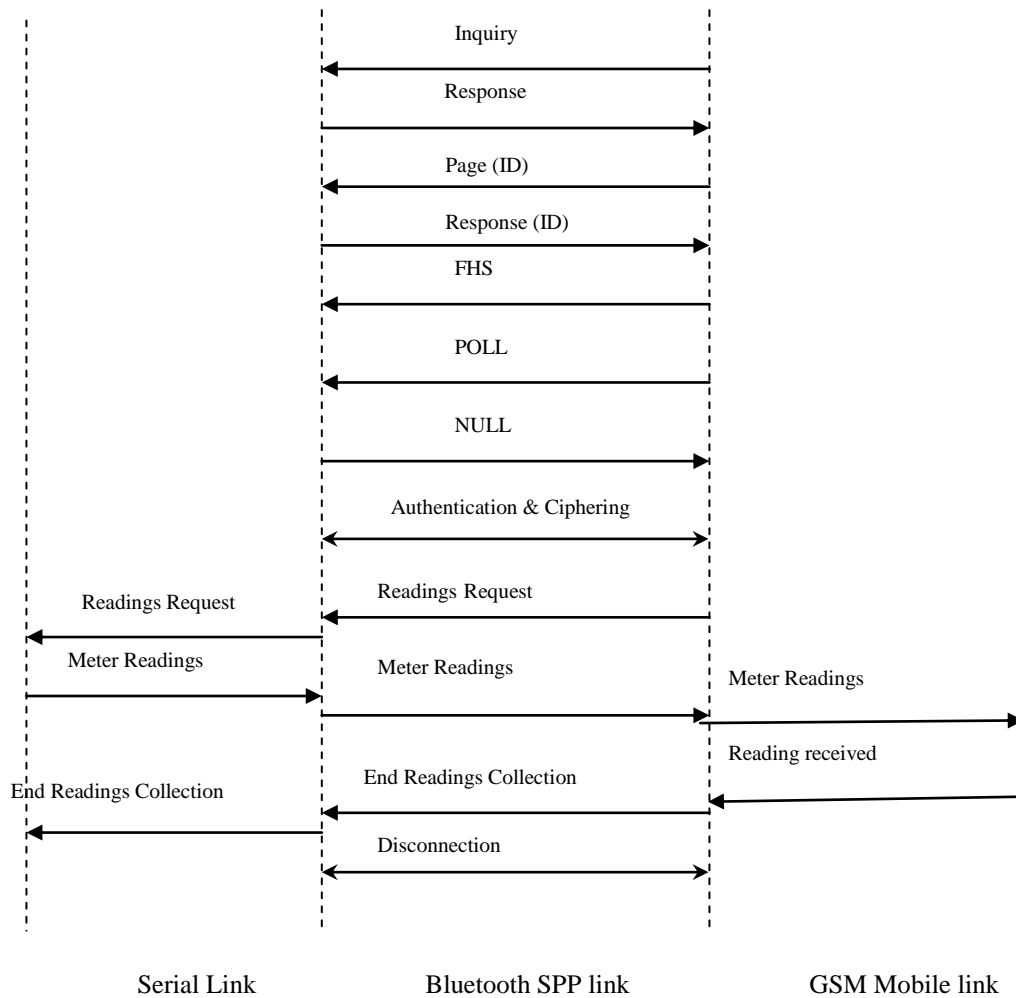 Inquiry
Response
Page (ID)
Response (ID)
FHS
POLL
NULL
Authentication & Ciphering
Readings Request
Readings Request
Meter Readings
Meter Readings
Meter Readings
Reading received
End Readings Collection
End Readings Collection
Disconnection
Serial Link
Bluetooth SPP link
GSM Mobile link